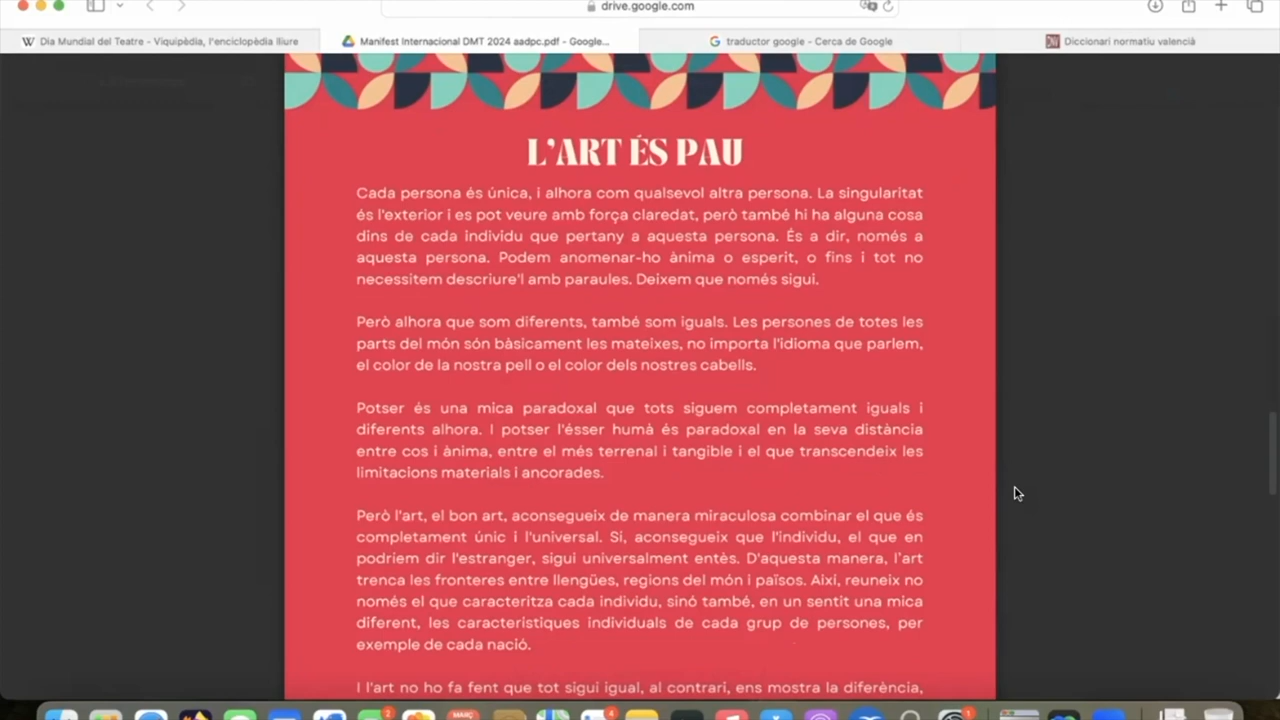 drive.google.com
Dia Mundial del Teatre - Viquipèdia, l'enciclopèdia lliure
Manifest Internacional DMT 2024 aadpc.pdf - Google...
traductor google - Cerca de Google
Diccionari normatiu valencià
L'ART ÉS PAU
Cada persona és única, i alhora com qualsevol altra persona. La singularitat
és l'exterior i es pot veure amb força claredat, però també hi ha alguna cosa
dins de cada individu que pertany a aquesta persona. És a dir, només a
aquesta persona. Podem anomenar-ho ànima o esperit, o fins i tot no
necessitem descriure'l amb paraules. Deixem que només sigui.
Però alhora que som diferents, també som iguals. Les persones de totes les
parts del món són bàsicament les mateixes, no importa l'idioma que parlem,
el color de la nostra pell o el color dels nostres cabells.
Potser és una mica paradoxal que tots siguem completament iguals i
diferents alhora. I potser l'ésser humà és paradoxal en la seva distància
entre cos i ànima, entre el més terrenal i tangible i el que transcendeix les
limitacions materials i ancorades.
Però l'art, el bon art, aconsegueix de manera miraculosa combinar el que és
completament únic i l'universal. Si, aconsegueix que l'individu, el que en
podriem dir l'estranger, sigui universalment entès. D'aquesta manera, l'art
trenca les fronteres entre llengües, regions del món i països. Així, reuneix no
només el que caracteritza cada individu, sinó també, en un sentit una mica
diferent, les característiques individuals de cada grup de persones, per
exemple de cada nació.
I l'art no ho fa fent que tot sigui igual, al contrari, ens mostra la diferència,
MARÇ
2
4
1